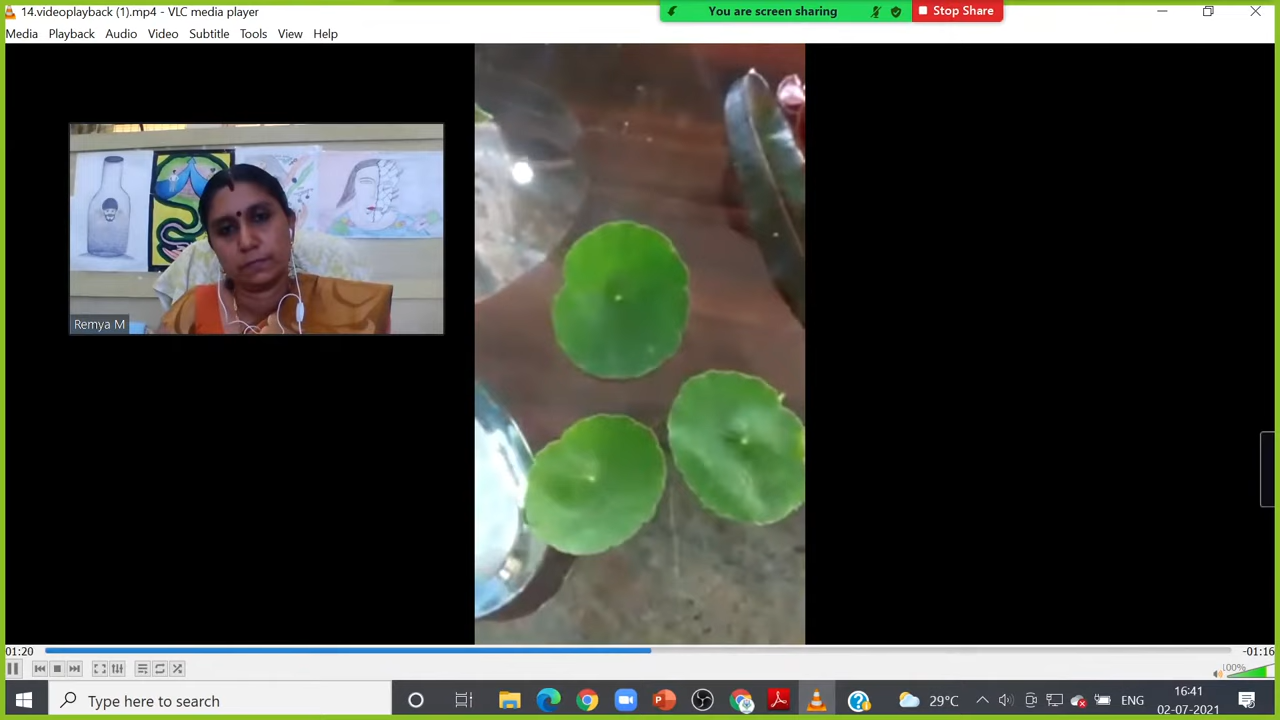 14.videoplayback (1).mp4 - VLC media player
You are screen sharing
Stop Share
Media Playback Audio Video Subtitle Tools View Help
Remya M
01:20
-01:16
100%
Type here to search
29°C
ENG
16:41
02-07-2021